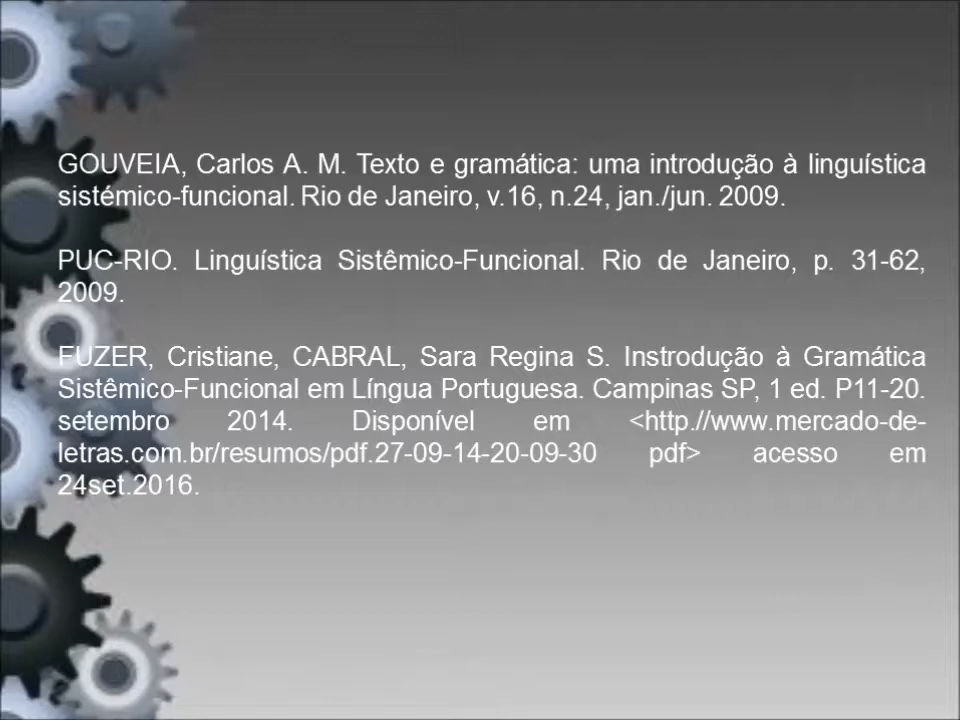 GOUVEIA, Carlos A. M. Texto e gramática: uma introdução à linguística
sistémico-funcional. Rio de Janeiro, v.16, n.24, jan./jun. 2009.
PUC-RIO. Linguística Sistêmico-Funcional. Rio de Janeiro, p. 31-62,
2009.
FUZER, Cristiane, CABRAL, Sara Regina S. Instrodução à Gramática
Sistêmico-Funcional em Língua Portuguesa. Campinas SP, 1 ed. P11-20.
setembro 2014. Disponível em <http.//www.mercado-de-
letras.com.br/resumos/pdf.27-09-14-20-09-30 pdf> acesso em
24set.2016.